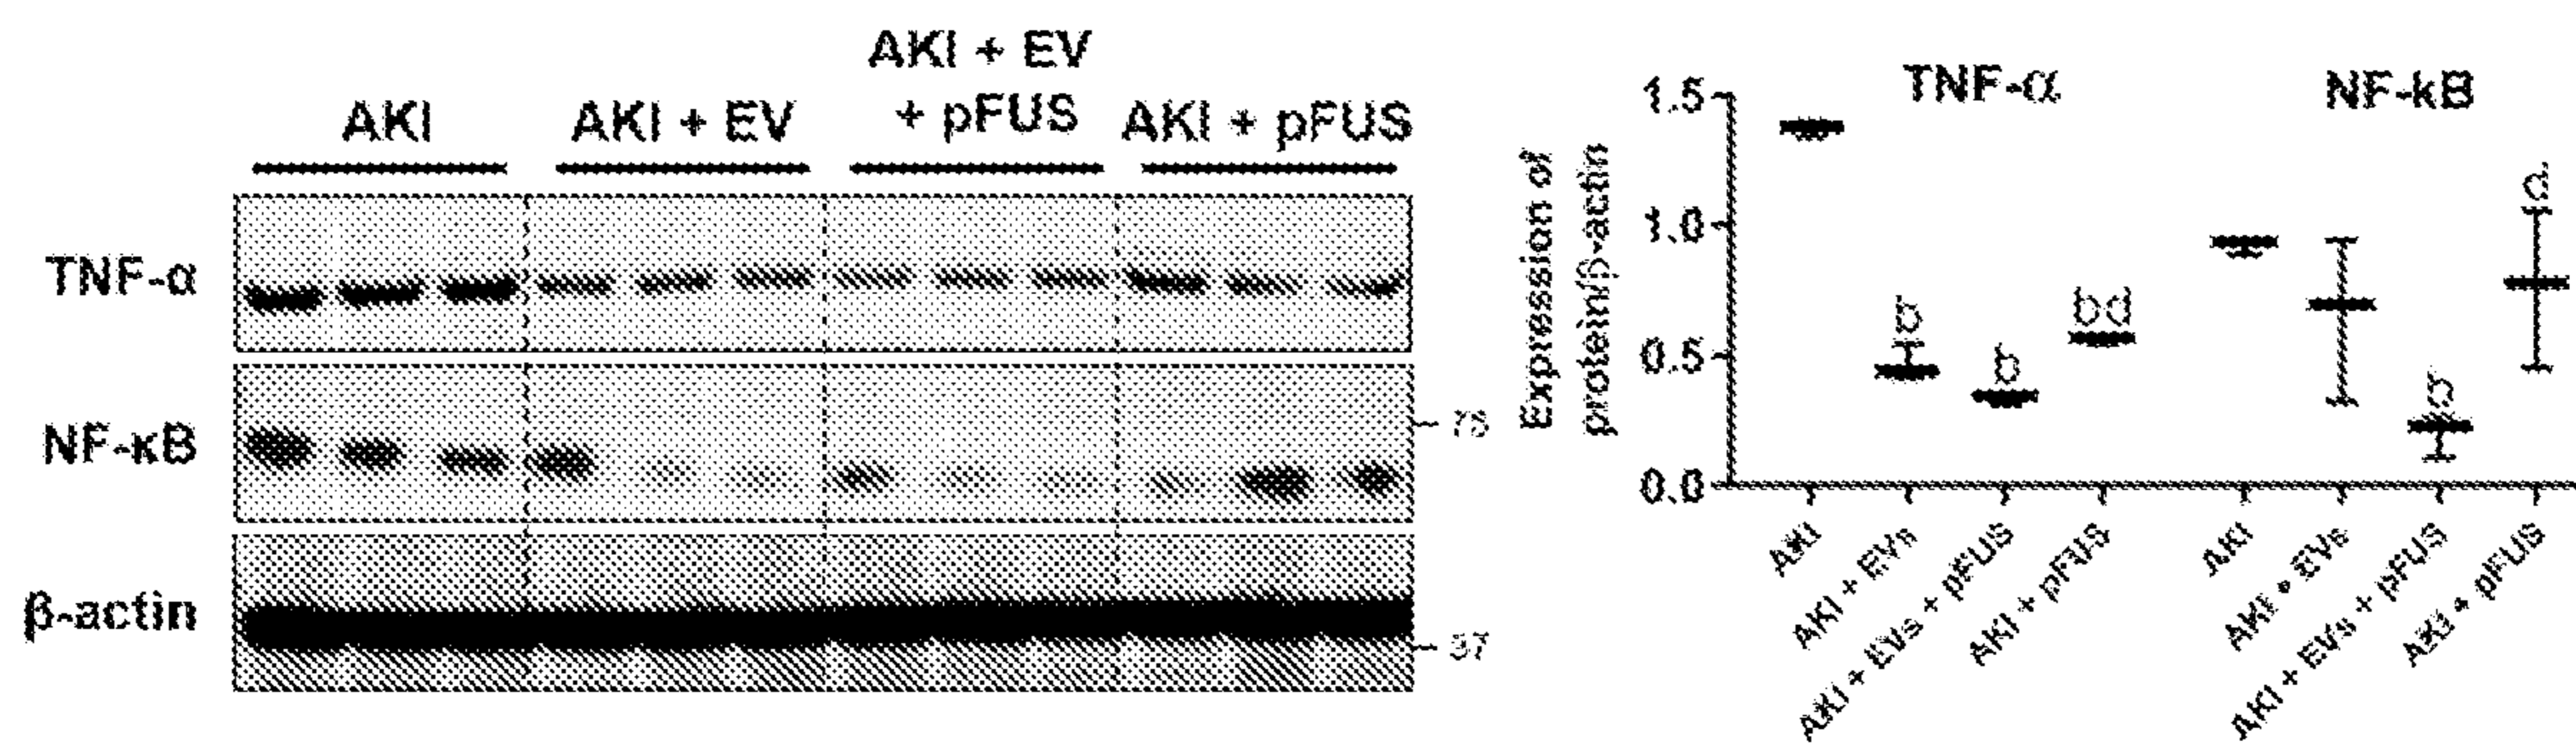 AKI
AKI + EV
AKI + EV
+ pFUS
AKI + pFUS
TNF-α
NF-κB
75
β-actin
37
Expression of
protein/β-actin
1.5
1.0
0.5
0.0
TNF-α
NF-kB
b
b
bd
b
d
AKI
AKI + EVs
AKI + EVs + pFUS
AKI + pFUS
AKI
AKI + EVs
AKI + EVs + pFUS
AKI + pFUS